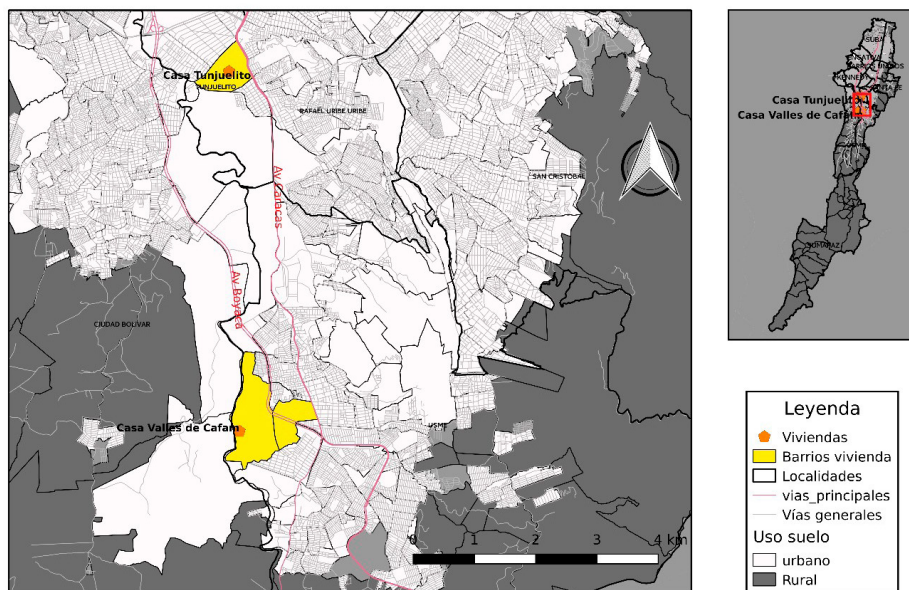 Casa Tunjuelito
TUNJUELITO
RAFAEL URIBE URIBE
SAN CRISTOBAL
Av Caracas
Av Boyaca
CIUDAD BOLÍVAR
Casa Valles de Cafam
USME
0 1 2 3 4 km
SUBA
KENNEDY
Casa Tunjuelito
Casa Valles de Cafam
SUMAPAZ
Leyenda
Viviendas
Barrios vivienda
Localidades
vias_principales
Vías generales
Uso suelo
urbano
Rural